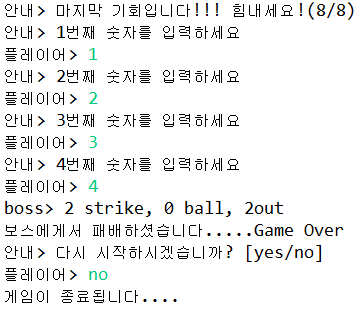 안내> 마지막 기회입니다!!! 힘내세요!(8/8)
안내> 1번째 숫자를 입력하세요
플레이어> 1
안내> 2번째 숫자를 입력하세요
플레이어> 2
안내> 3번째 숫자를 입력하세요
플레이어> 3
안내> 4번째 숫자를 입력하세요
플레이어> 4
boss> 2 strike, 0 ball, 2out
보스에게서 패배하셨습니다.....Game Over
안내> 다시 시작하시겠습니까? [yes/no]
플레이어> no
게임이 종료됩니다....